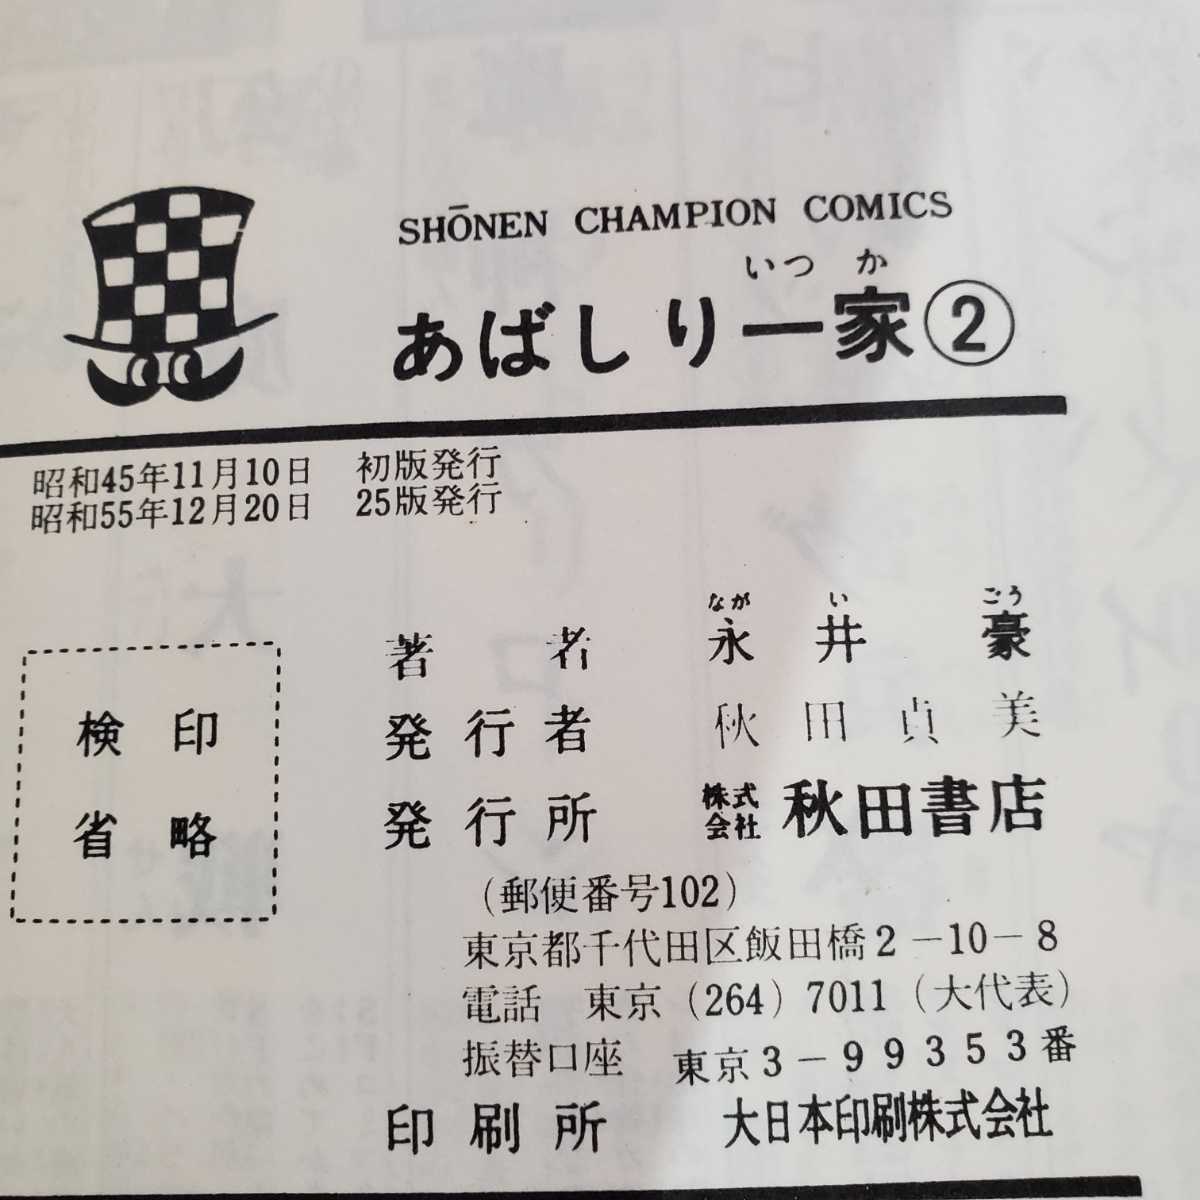 SHŌNEN CHAMPION COMICS
いつ か
あばしり一家②
昭和45年11月10日 初版発行
昭和55年12月20日 25版発行
なが い ごう
著者 永井豪
発行者 秋田貞美
検印
省略
発行所 株式会社 秋田書店
(郵便番号102)
東京都千代田区飯田橋2-10-8
電話 東京(264)7011(大代表)
振替口座 東京3-99353番
印刷所 大日本印刷株式会社